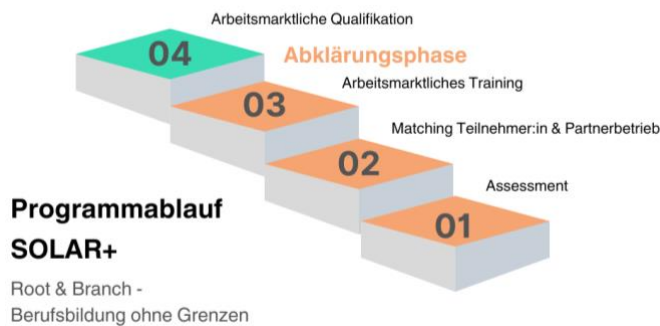 Arbeitsmarktliche Qualifikation
04
Abklärungsphase
Arbeitsmarktliches Training
03
Matching Teilnehmer:in & Partnerbetrieb
02
Assessment
01
Programmablauf
SOLAR+
Root & Branch -
Berufsbildung ohne Grenzen